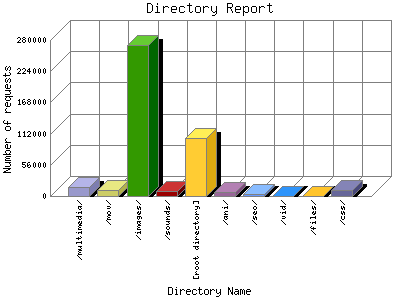 Directory Report
Number of requests
280000
224000
168000
112000
56000
0
/multimedia/
/mov/
/images/
/sounds/
[root directory]
/ani/
/seo/
/vid/
/files/
/css/
Directory Name